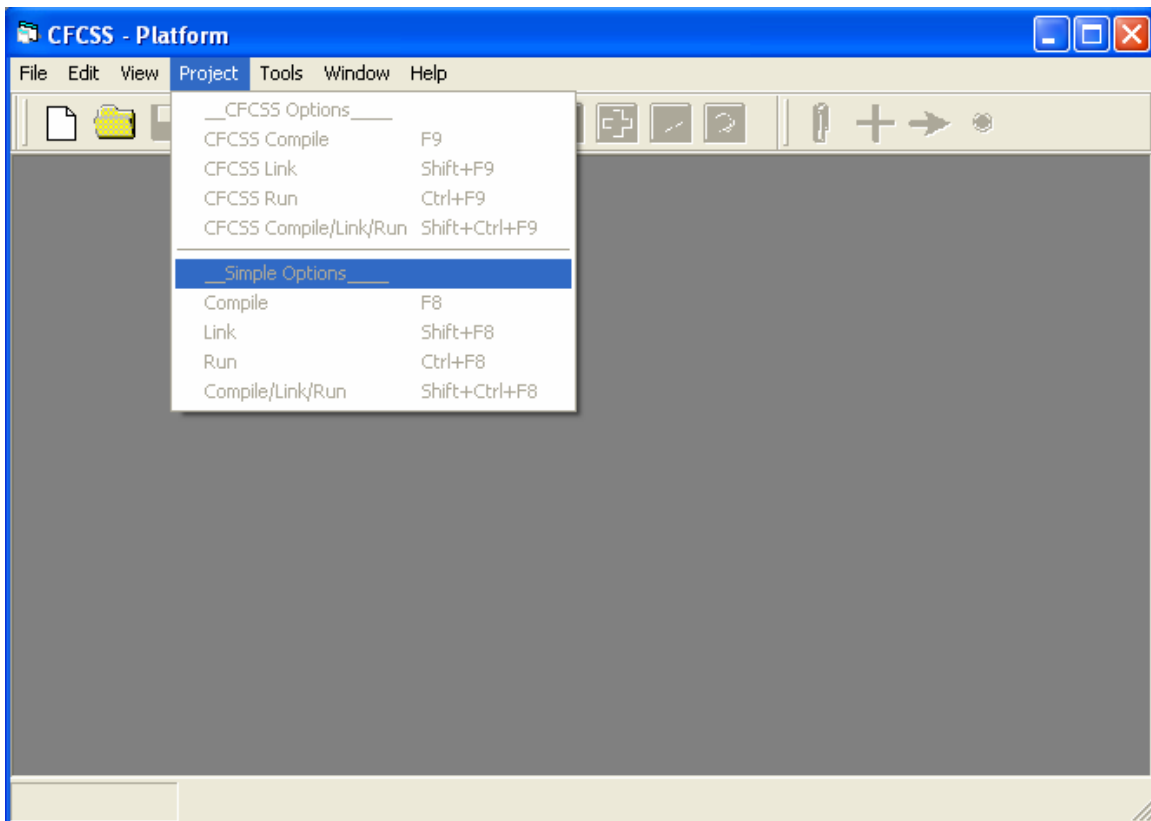 CFCSS - Platform
File Edit View Project Tools Window Help
__CFCSS Options____
CFCSS Compile F9
CFCSS Link Shift+F9
CFCSS Run Ctrl+F9
CFCSS Compile/Link/Run Shift+Ctrl+F9
__Simple Options____
Compile F8
Link Shift+F8
Run Ctrl+F8
Compile/Link/Run Shift+Ctrl+F8